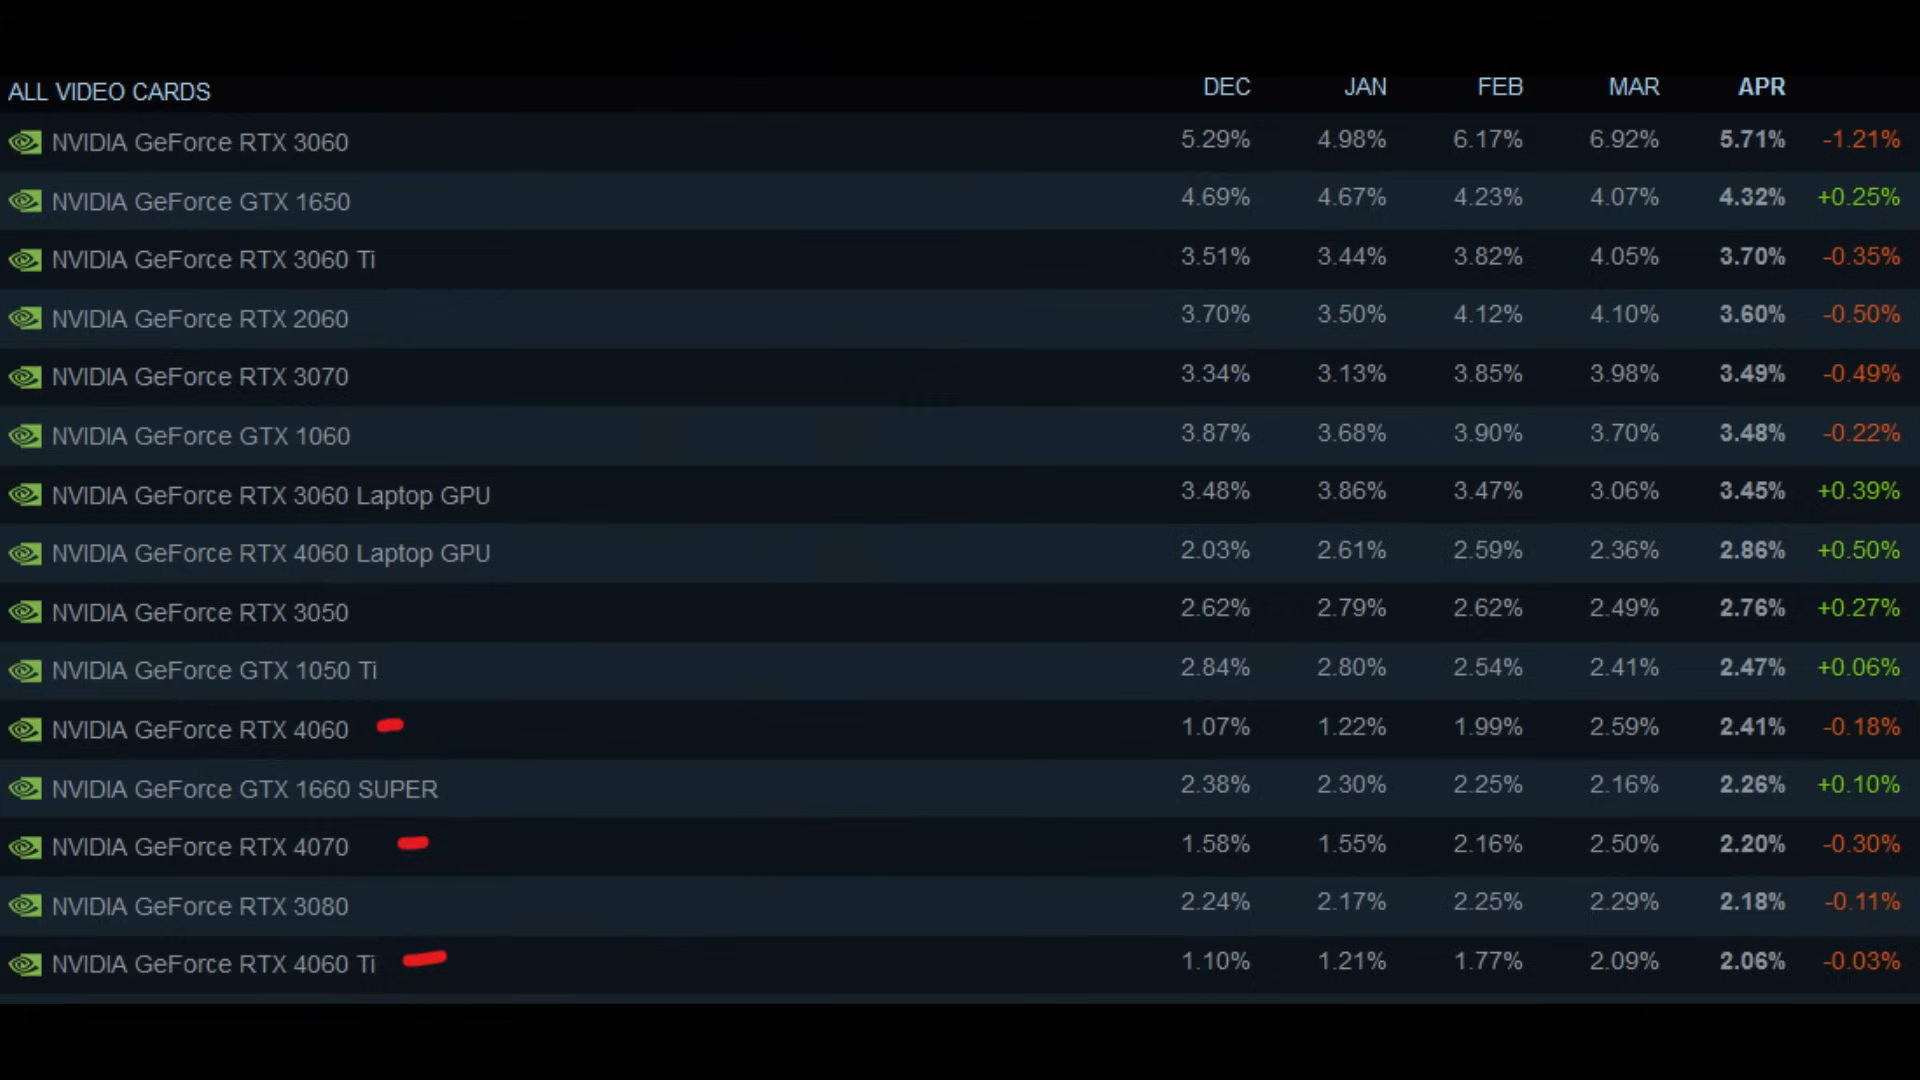 ALL VIDEO CARDS DEC JAN FEB MAR APR
NVIDIA GeForce RTX 3060 5.29% 4.98% 6.17% 6.92% 5.71% -1.21%
NVIDIA GeForce GTX 1650 4.69% 4.67% 4.23% 4.07% 4.32% +0.25%
NVIDIA GeForce RTX 3060 Ti 3.51% 3.44% 3.82% 4.05% 3.70% -0.35%
NVIDIA GeForce RTX 2060 3.70% 3.50% 4.12% 4.10% 3.60% -0.50%
NVIDIA GeForce RTX 3070 3.34% 3.13% 3.85% 3.98% 3.49% -0.49%
NVIDIA GeForce GTX 1060 3.87% 3.68% 3.90% 3.70% 3.48% -0.22%
NVIDIA GeForce RTX 3060 Laptop GPU 3.48% 3.86% 3.47% 3.06% 3.45% +0.39%
NVIDIA GeForce RTX 4060 Laptop GPU 2.03% 2.61% 2.59% 2.36% 2.86% +0.50%
NVIDIA GeForce RTX 3050 2.62% 2.79% 2.62% 2.49% 2.76% +0.27%
NVIDIA GeForce GTX 1050 Ti 2.84% 2.80% 2.54% 2.41% 2.47% +0.06%
NVIDIA GeForce RTX 4060 1.07% 1.22% 1.99% 2.59% 2.41% -0.18%
NVIDIA GeForce GTX 1660 SUPER 2.38% 2.30% 2.25% 2.16% 2.26% +0.10%
NVIDIA GeForce RTX 4070 1.58% 1.55% 2.16% 2.50% 2.20% -0.30%
NVIDIA GeForce RTX 3080 2.24% 2.17% 2.25% 2.29% 2.18% -0.11%
NVIDIA GeForce RTX 4060 Ti 1.10% 1.21% 1.77% 2.09% 2.06% -0.03%